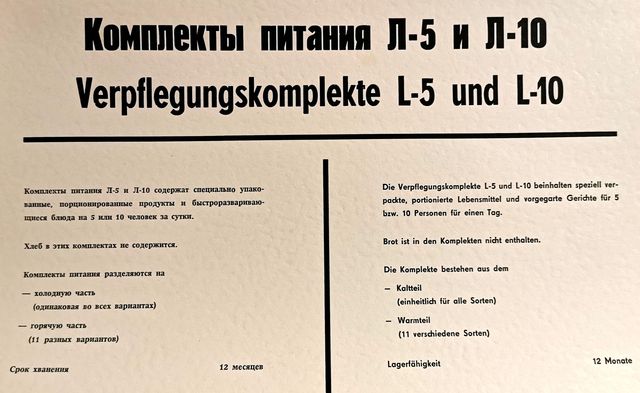 Комплекты питания Л-5 и Л-10
Verpflegungskomplekte L-5 und L-10
Комплекты питания Л-5 и Л-10 содержат специально упако-
ванные, порционированные продукты и быстроразвариваю-
щиеся блюда на 5 или 10 человек за сутки.
Хлеб в этих комплектах не содержится.
Комплекты питания разделяются на
— холодную часть
(одинаковая во всех вариантах)
— горячую часть
(11 разных вариантов)
Срок хванения 12 месяцев
Die Verpflegungskomplekte L-5 und L-10 beinhalten speziell ver-
packte, portionierte Lebensmittel und vorgegarte Gerichte für 5
bzw. 10 Personen für einen Tag.
Brot ist in den Komplekten nicht enthalten.
Die Komplekte bestehen aus dem
– Kaltteil
(einheitlich für alle Sorten)
– Warmteil
(11 verschiedene Sorten)
Lagerfähigkeit 12 Monate